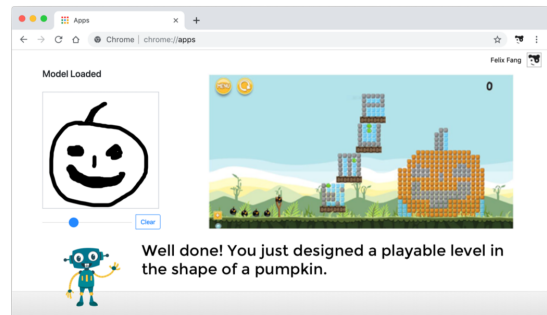 Apps
Chrome | chrome://apps
Felix Fang
Model Loaded
0
Clear
Well done! You just designed a playable level in
the shape of a pumpkin.